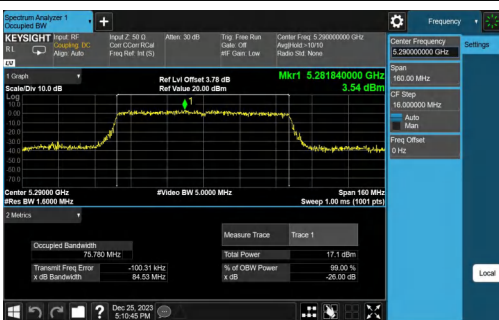 Spectrum Analyzer 1
Occupied BW
Frequency
Settings
KEYSIGHT
Input: RF
Coupling: DC
Align: Auto
R L
LXI
Input Z: 50 Ω
Corr CCorr RCal
Freq Ref: Int (S)
Atten: 30 dB
Trig: Free Run
Gate: Off
#IF Gain: Low
Center Freq: 5.290000000 GHz
Avg|Hold:>10/10
Radio Std: None
Center Frequency
5.290000000 GHz
Span
160.00 MHz
CF Step
16.000000 MHz
Auto
Man
Freq Offset
0 Hz
Local
1 Graph
Scale/Div 10.0 dB
Ref Lvl Offset 3.78 dB
Ref Value 20.00 dBm
Mkr1 5.281840000 GHz
3.54 dBm
Log
10.0
0.00
-10.0
-20.0
-30.0
-40.0
-50.0
-60.0
-70.0
1
Center 5.29000 GHz
#Res BW 1.6000 MHz
#Video BW 5.0000 MHz
Span 160 MHz
Sweep 1.00 ms (1001 pts)
2 Metrics
Measure Trace
Trace 1
Occupied Bandwidth
75.780 MHz
Total Power
17.1 dBm
Transmit Freq Error
-100.31 kHz
% of OBW Power
99.00 %
x dB Bandwidth
84.53 MHz
x dB
-26.00 dB
?
Dec 25, 2023
5:10:45 PM